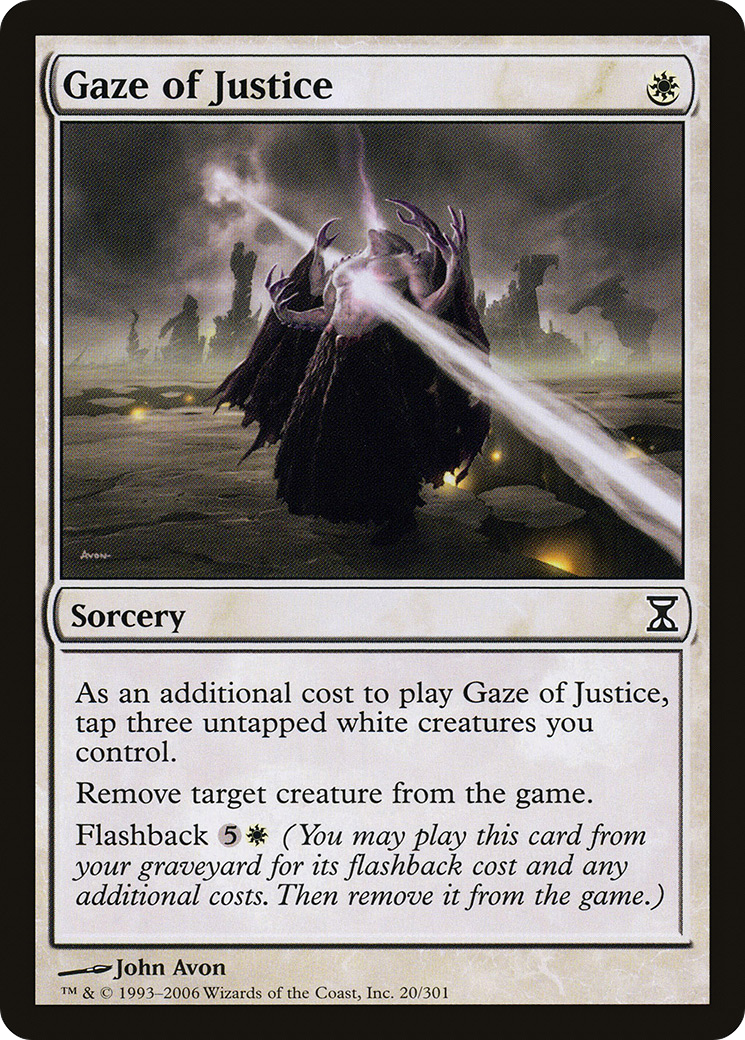 Gaze of Justice
AVON-
Sorcery
As an additional cost to play Gaze of Justice,
tap three untapped white creatures you
control.
Remove target creature from the game.
Flashback 5 (You may play this card from
your graveyard for its flashback cost and any
additional costs. Then remove it from the game.)
John Avon
™ & © 1993–2006 Wizards of the Coast, Inc. 20/301